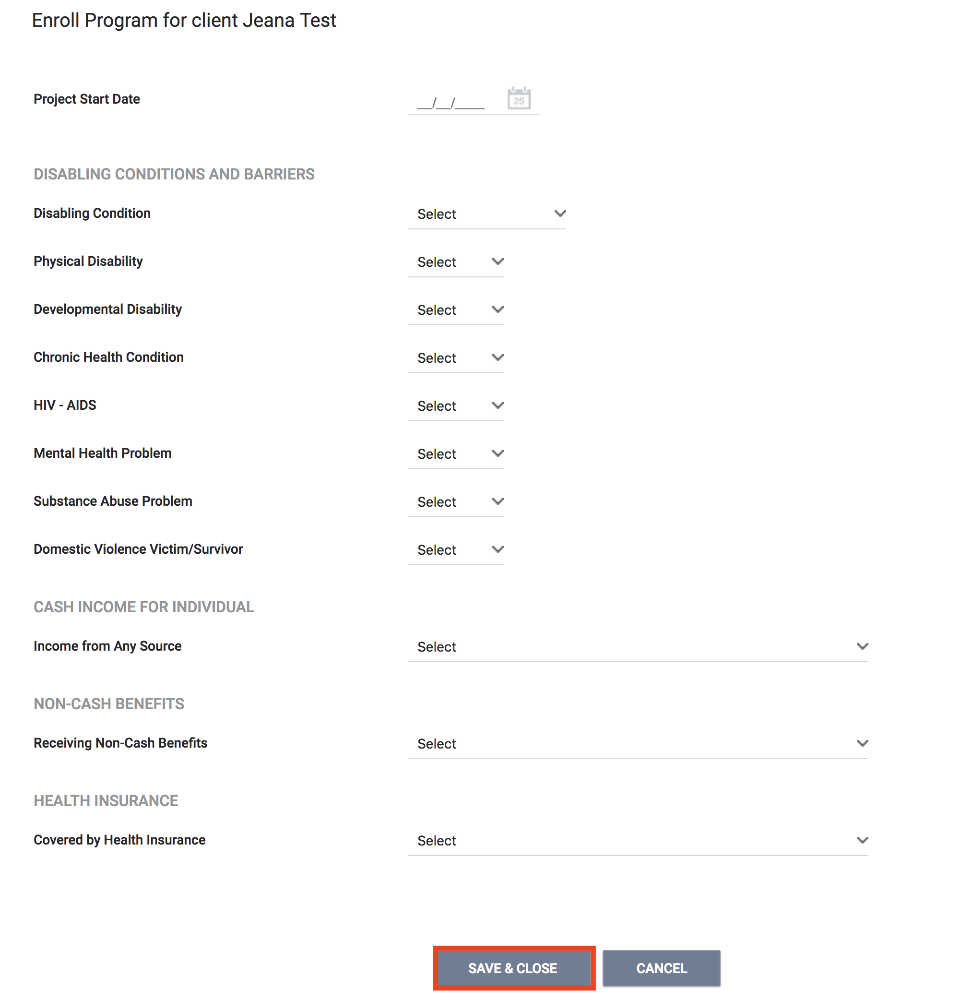 Enroll Program for client Jeana Test
Project Start Date __/__/____ 25
DISABLING CONDITIONS AND BARRIERS
Disabling Condition Select
Physical Disability Select
Developmental Disability Select
Chronic Health Condition Select
HIV - AIDS Select
Mental Health Problem Select
Substance Abuse Problem Select
Domestic Violence Victim/Survivor Select
CASH INCOME FOR INDIVIDUAL
Income from Any Source Select
NON-CASH BENEFITS
Receiving Non-Cash Benefits Select
HEALTH INSURANCE
Covered by Health Insurance Select
SAVE & CLOSE CANCEL